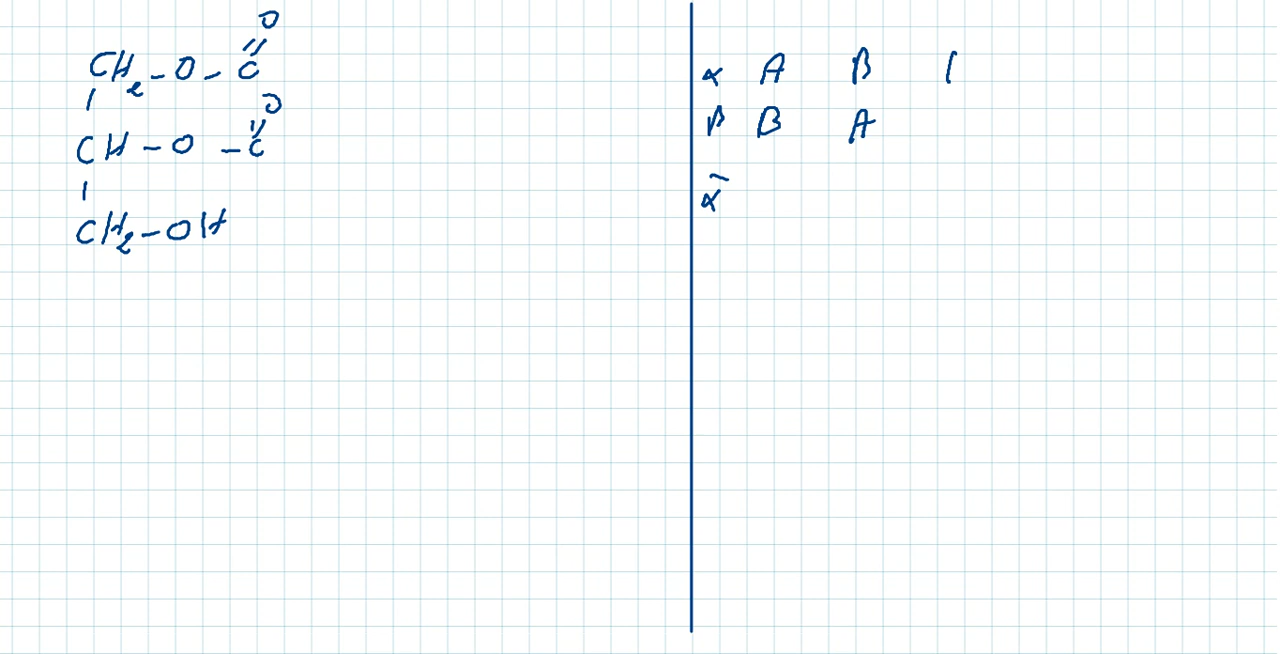 O
CH₂-O-C
O
CH-O-C
CH₂-OH
α A B
β B A
α